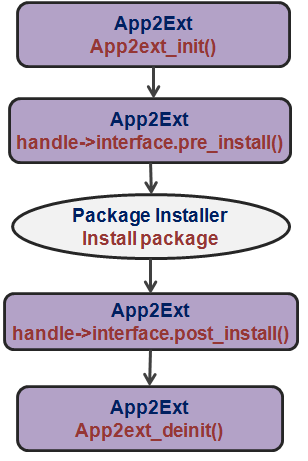 App2Ext
App2ext_init()
App2Ext
handle->interface.pre_install()
Package Installer
Install package
App2Ext
handle->interface.post_install()
App2Ext
App2ext_deinit()